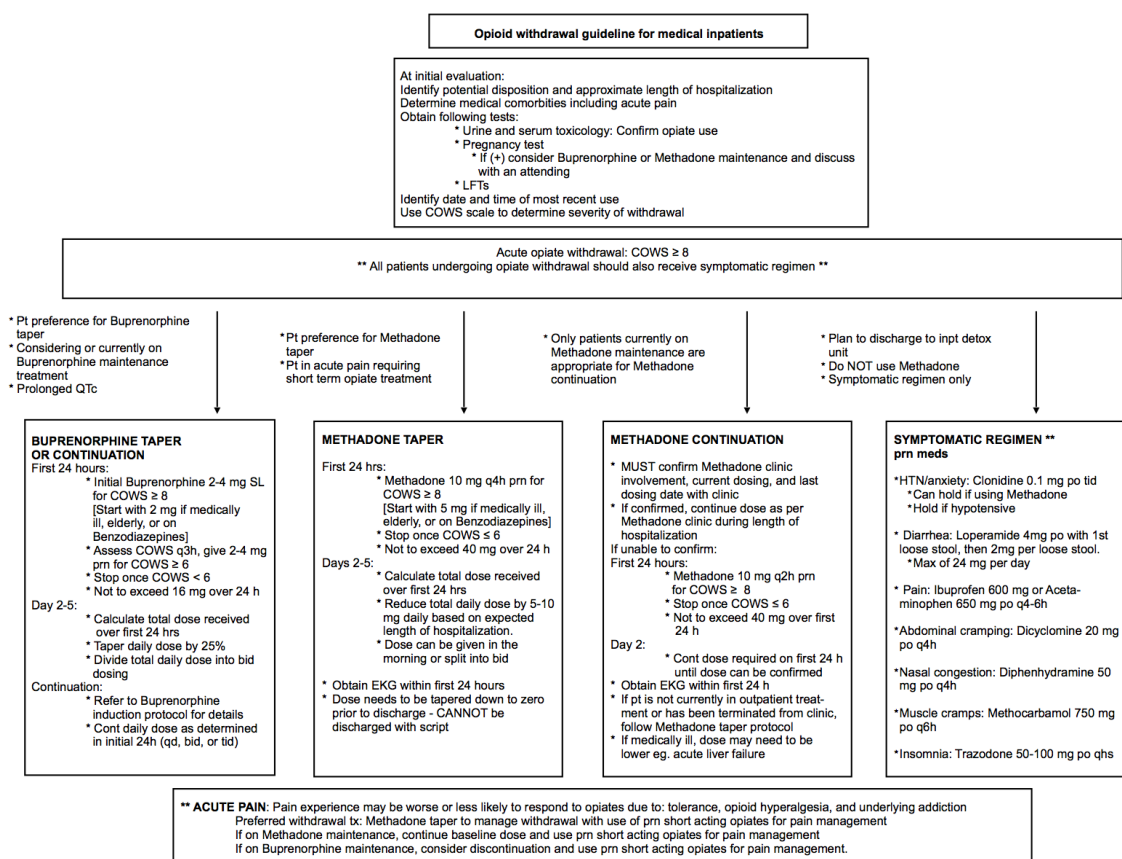 Opioid withdrawal guideline for medical inpatients
At initial evaluation:
Identify potential disposition and approximate length of hospitalization
Determine medical comorbities including acute pain
Obtain following tests:
* Urine and serum toxicology: Confirm opiate use
* Pregnancy test
* If (+) consider Buprenorphine or Methadone maintenance and discuss
with an attending
* LFTs
Identify date and time of most recent use
Use COWS scale to determine severity of withdrawal
Acute opiate withdrawal: COWS ≥ 8
** All patients undergoing opiate withdrawal should also receive symptomatic regimen **
* Pt preference for Buprenorphine
taper
* Considering or currently on
Buprenorphine maintenance
treatment
* Prolonged QTc
* Pt preference for Methadone
taper
* Pt in acute pain requiring
short term opiate treatment
* Only patients currently on
Methadone maintenance are
appropriate for Methadone
continuation
* Plan to discharge to inpt detox
unit
* Do NOT use Methadone
* Symptomatic regimen only
BUPRENORPHINE TAPER
OR CONTINUATION
First 24 hours:
* Initial Buprenorphine 2-4 mg SL
for COWS ≥ 8
[Start with 2 mg if medically
ill, elderly, or on
Benzodiazepines]
* Assess COWS q3h, give 2-4 mg
prn for COWS ≥ 6
* Stop once COWS < 6
* Not to exceed 16 mg over 24 h
Day 2-5:
* Calculate total dose received
over first 24 hrs
* Taper daily dose by 25%
* Divide total daily dose into bid
dosing
Continuation:
* Refer to Buprenorphine
induction protocol for details
* Cont daily dose as determined
in initial 24h (qd, bid, or tid)
METHADONE TAPER
First 24 hrs:
* Methadone 10 mg q4h prn for
COWS ≥ 8
[Start with 5 mg if medically ill,
elderly, or on Benzodiazepines]
* Stop once COWS ≤ 6
* Not to exceed 40 mg over 24 h
Days 2-5:
* Calculate total dose received
over first 24 hrs
* Reduce total daily dose by 5-10
mg daily based on expected
length of hospitalization.
* Dose can be given in the
morning or split into bid
* Obtain EKG within first 24 hours
* Dose needs to be tapered down to zero
prior to discharge - CANNOT be
discharged with script
METHADONE CONTINUATION
* MUST confirm Methadone clinic
involvement, current dosing, and last
dosing date with clinic
* If confirmed, continue dose as per
Methadone clinic during length of
hospitalization
If unable to confirm:
First 24 hours:
* Methadone 10 mg q2h prn
for COWS ≥ 8
* Stop once COWS ≤ 6
* Not to exceed 40 mg over first
24 h
Day 2:
* Cont dose required on first 24 h
until dose can be confirmed
* Obtain EKG within first 24 h
* If pt is not currently in outpatient treat-
ment or has been terminated from clinic,
follow Methadone taper protocol
* If medically ill, dose may need to be
lower eg. acute liver failure
SYMPTOMATIC REGIMEN **
prn meds
*HTN/anxiety: Clonidine 0.1 mg po tid
*Can hold if using Methadone
*Hold if hypotensive
* Diarrhea: Loperamide 4mg po with 1st
loose stool, then 2mg per loose stool.
*Max of 24 mg per day
* Pain: Ibuprofen 600 mg or Aceta-
minophen 650 mg po q4-6h
*Abdominal cramping: Dicyclomine 20 mg
po q4h
*Nasal congestion: Diphenhydramine 50
mg po q4h
*Muscle cramps: Methocarbamol 750 mg
po q6h
*Insomnia: Trazodone 50-100 mg po qhs
** ACUTE PAIN: Pain experience may be worse or less likely to respond to opiates due to: tolerance, opioid hyperalgesia, and underlying addiction
Preferred withdrawal tx: Methadone taper to manage withdrawal with use of prn short acting opiates for pain management
If on Methadone maintenance, continue baseline dose and use prn short acting opiates for pain management
If on Buprenorphine maintenance, consider discontinuation and use prn short acting opiates for pain management.